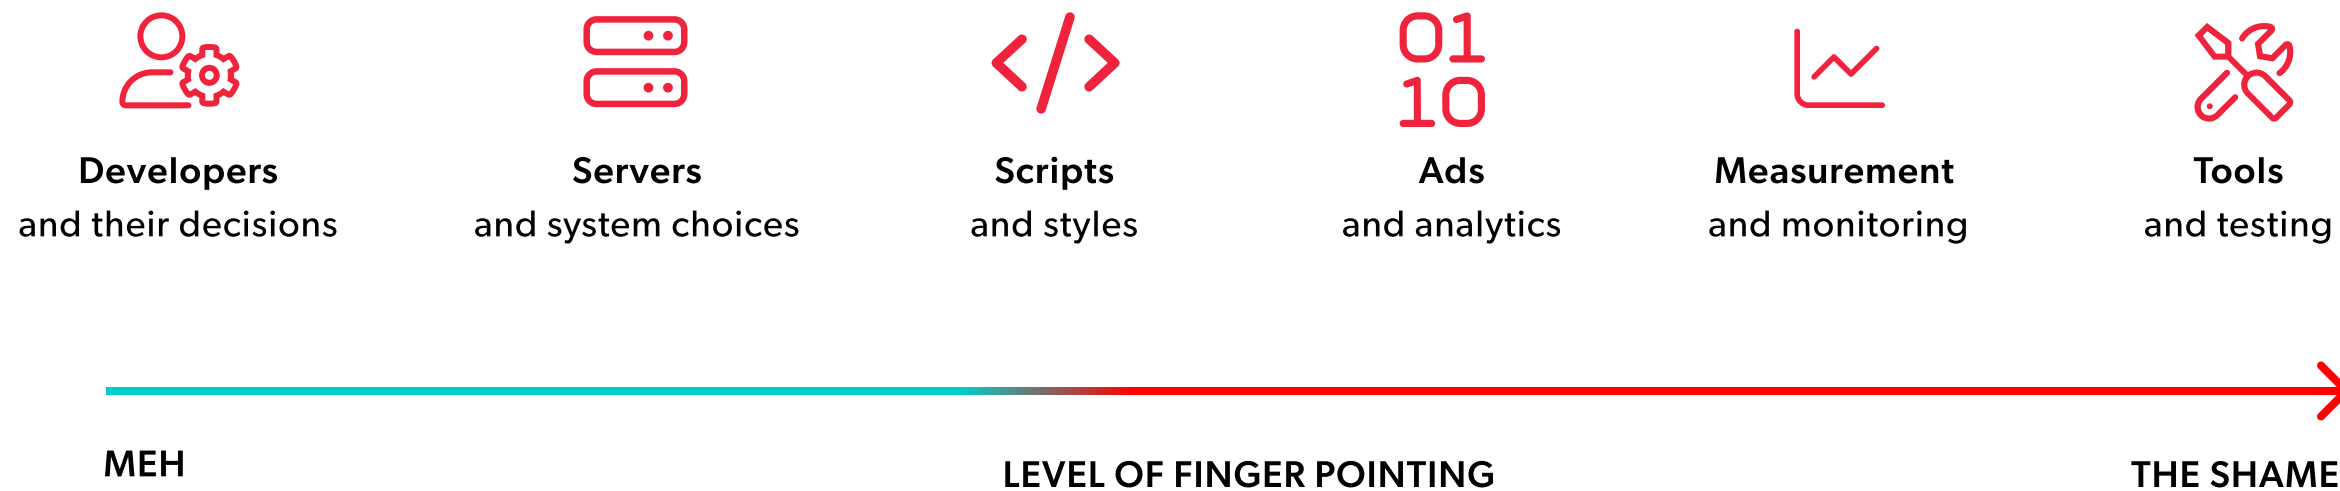 01
10
Developers
and their decisions
Servers
and system choices
Scripts
and styles
Ads
and analytics
Measurement
and monitoring
Tools
and testing
MEH
LEVEL OF FINGER POINTING
THE SHAME